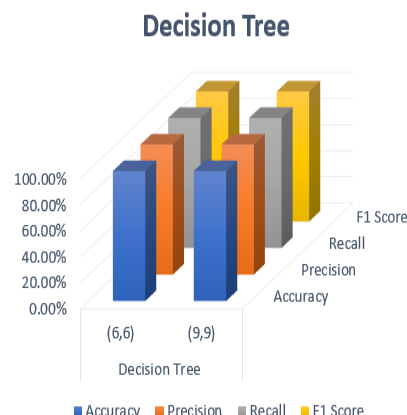 Decision Tree
100.00%
80.00%
60.00%
40.00%
20.00%
0.00%
F1 Score
Recall
Precision
Accuracy
(6,6) (9,9)
Decision Tree
Accuracy Precision Recall F1 Score